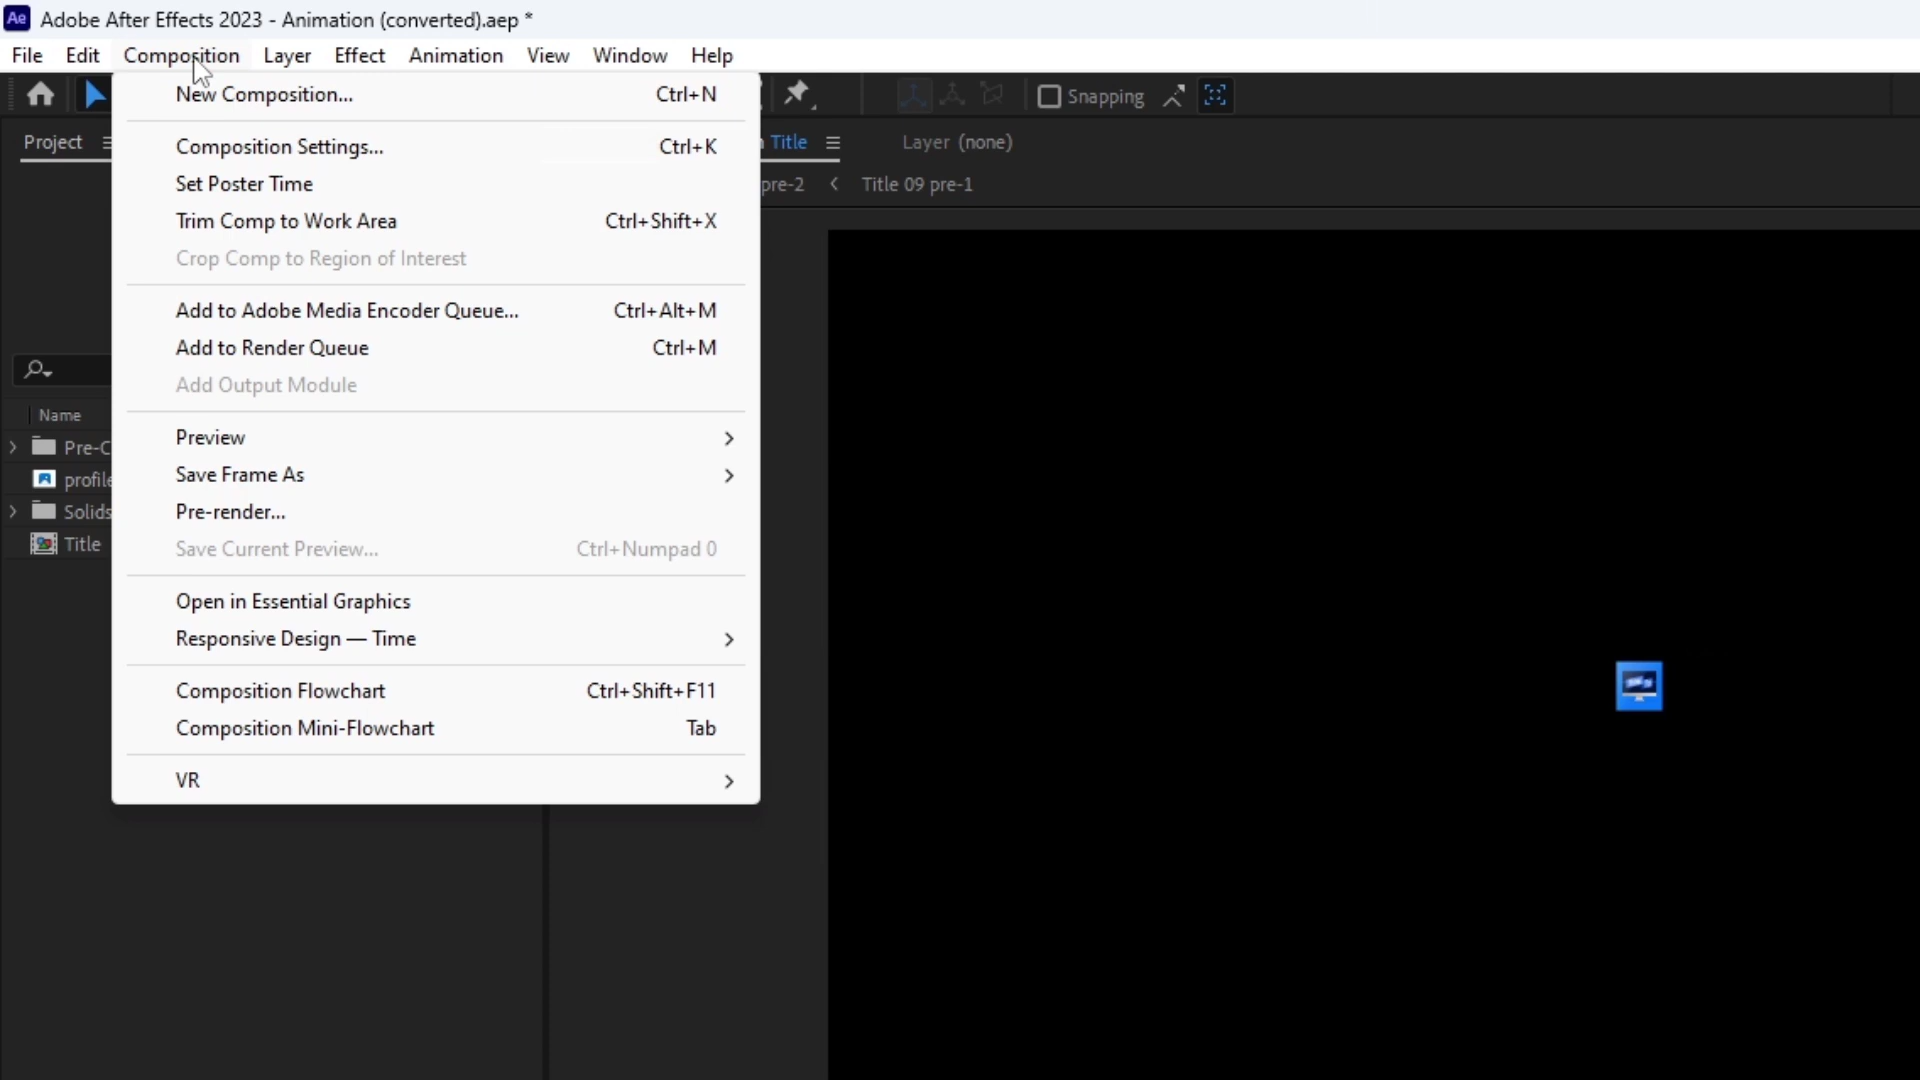 Ae Adobe After Effects 2023 - Animation (converted).aep *
File Edit Composition Layer Effect Animation View Window Help
New Composition... Ctrl+N
Snapping
Project
Composition Settings... Ctrl+K
Title
Layer (none)
Set Poster Time
pre-2 < Title 09 pre-1
Trim Comp to Work Area Ctrl+Shift+X
Crop Comp to Region of Interest
Add to Adobe Media Encoder Queue... Ctrl+Alt+M
Add to Render Queue Ctrl+M
Add Output Module
Name
Preview
Pre-C
Save Frame As
profile
Pre-render...
Solids
Save Current Preview... Ctrl+Numpad 0
Title
Open in Essential Graphics
Responsive Design — Time
Composition Flowchart Ctrl+Shift+F11
Composition Mini-Flowchart Tab
VR